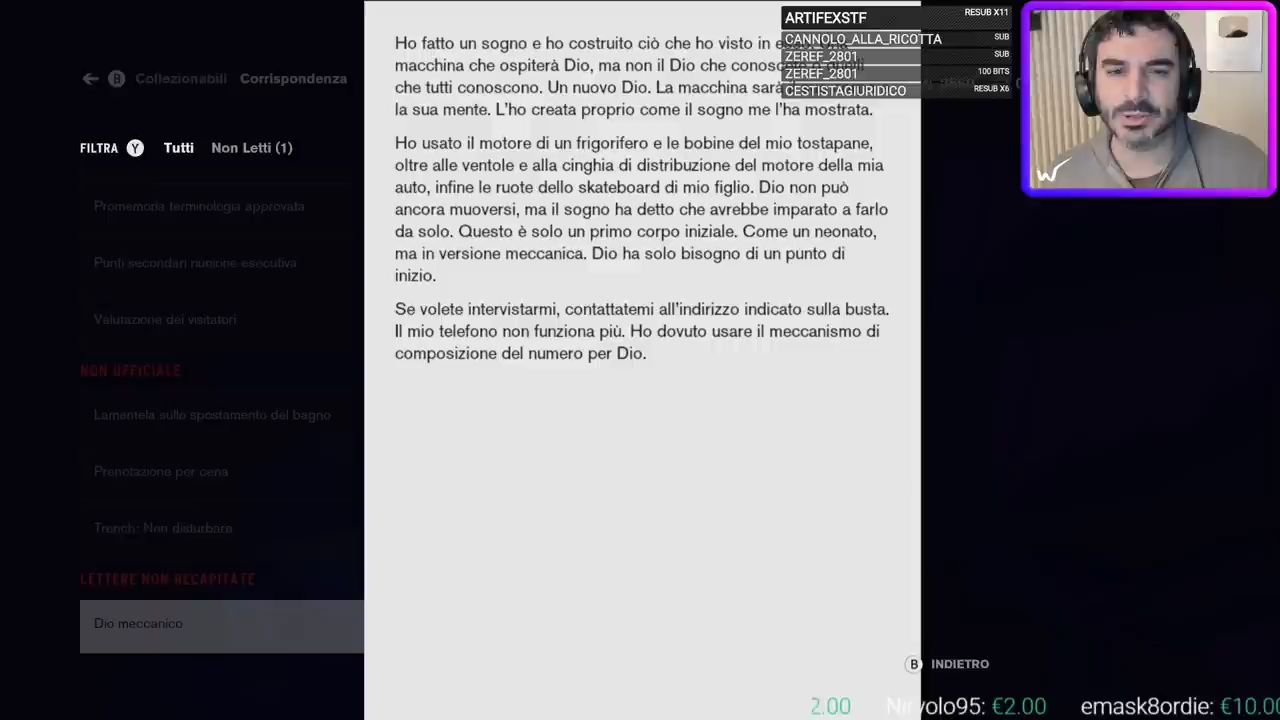 ARTIFEXSTF RESUB X11
CANNOLO_ALLA_RICOTTA SUB
ZEREF_2801 SUB
ZEREF_2801 100 BITS
CESTISTAGIURIDICO RESUB X6
B Collezionabili Corrispondenza
FILTRA Y Tutti Non Letti (1)
Promemoria terminologia approvata
Punti secondari riunione esecutiva
Valutazione dei visitatori
NON UFFICIALE
Lamentela sullo spostamento del bagno
Prenotazione per cena
Trench: Non disturbare
LETTERE NON RECAPITATE
Dio meccanico
Ho fatto un sogno e ho costruito ciò che ho visto in
macchina che ospiterà Dio, ma non il Dio che
che tutti conoscono. Un nuovo Dio. La macchina sarà
la sua mente. L'ho creata proprio come il sogno me l'ha mostrata.
Ho usato il motore di un frigorifero e le bobine del mio tostapane,
oltre alle ventole e alla cinghia di distribuzione del motore della mia
auto, infine le ruote dello skateboard di mio figlio. Dio non può
ancora muoversi, ma il sogno ha detto che avrebbe imparato a farlo
da solo. Questo è solo un primo corpo iniziale. Come un neonato,
ma in versione meccanica. Dio ha solo bisogno di un punto di
inizio.
Se volete intervistarmi, contattatemi all'indirizzo indicato sulla busta.
Il mio telefono non funziona più. Ho dovuto usare il meccanismo di
composizione del numero per Dio.
B INDIETRO
2.00 €2.00 emask8ordie: €10.00